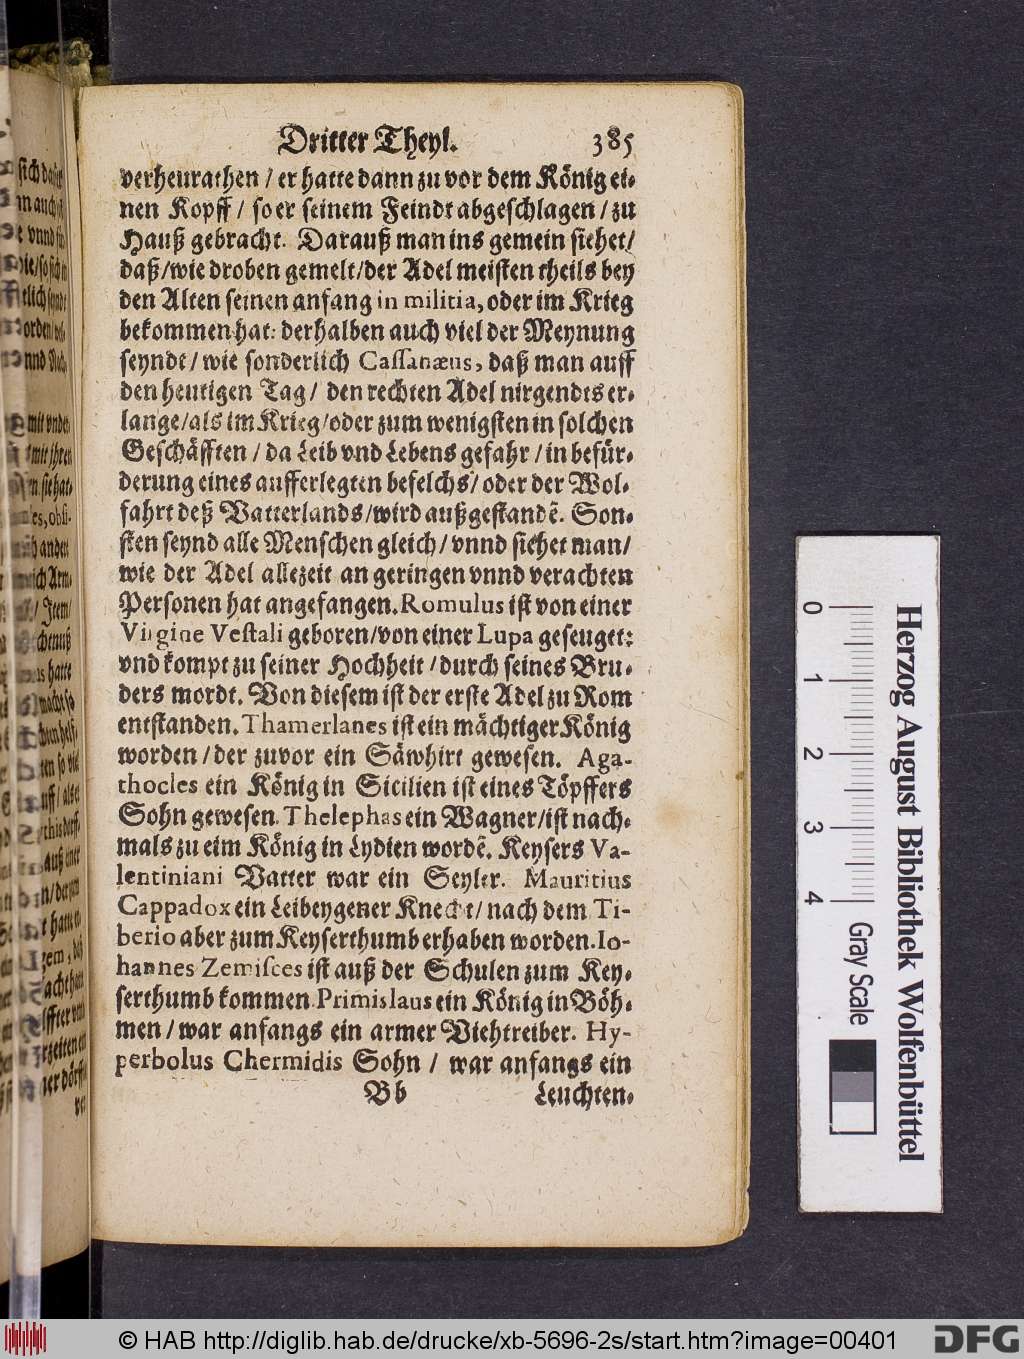 Dritter Theyl. 385
verheurathen / er hatte dann zu vor dem König ei-
nen Kopff / so er seinem Feindt abgeschlagen / zu
Hauß gebracht. Darauß man ins gemein siehet/
daß/wie droben gemelt/der Adel meisten theils bey
den Alten seinen anfang in militia, oder im Krieg
bekommen hat: derhalben auch viel der Meynung
seyndt / wie sonderlich Cassanæus, daß man auff
den heutigen Tag / den rechten Adel nirgendts er-
lange/als im Krieg/oder zum wenigsten in solchen
Geschäfften / da Leib vnd Lebens gefahr / in befür-
derung eines aufferlegten befelchs/ oder der Wol-
fahrt deß Vatterlands/wird außgestandẽ. Son-
sten seynd alle Menschen gleich/ vnnd siehet man/
wie der Adel allezeit an geringen vnnd verachten
Personen hat angefangen. Romulus ist von einer
Virgine Vestali geboren/von einer Lupa geseuget:
vnd kompt zu seiner Hochheit / durch seines Bru-
ders mordt. Von diesem ist der erste Adel zu Rom
entstanden. Thamerlanes ist ein mächtiger König
worden / der zuvor ein Säwhirt gewesen. Aga-
thocles ein König in Sicilien ist eines Töpffers
Sohn gewesen. Thelephas ein Wagner/ist nach-
mals zu eim König in Lydien wordẽ. Keysers Va-
lentiniani Vatter war ein Seyler. Mauritius
Cappadox ein Leibeygener Knecht/ nach dem Ti-
berio aber zum Keyserthumb erhaben worden. Io-
hannes Zemisces ist auß der Schulen zum Key-
serthumb kommen. Primislaus ein König in Böh-
men / war anfangs ein armer Viehtreiber. Hy-
perbolus Chermidis Sohn / war anfangs ein
Bb Leuchten-
0 1 2 3 4
Gray Scale
Herzog August Bibliothek Wolfenbüttel
© HAB http://diglib.hab.de/drucke/xb-5696-2s/start.htm?image=00401
DFG